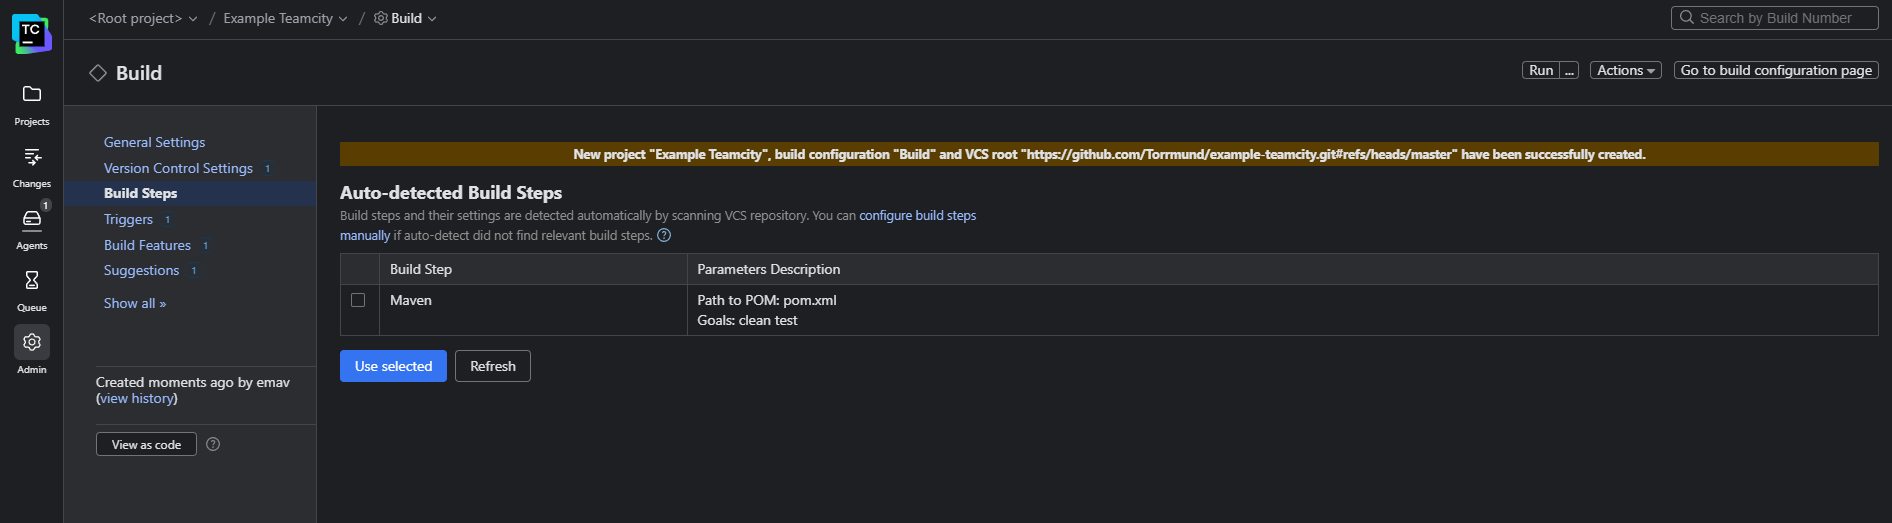 TC
<Root project> / Example Teamcity / Build
Search by Build Number
Build
Run ...
Actions
Go to build configuration page
Projects
Changes
1
Agents
Queue
Admin
General Settings
Version Control Settings 1
Build Steps
Triggers 1
Build Features 1
Suggestions 1
Show all »
Created moments ago by emav
(view history)
View as code ?
New project "Example Teamcity", build configuration "Build" and VCS root "https://github.com/Torrmund/example-teamcity.git#refs/heads/master" have been successfully created.
Auto-detected Build Steps
Build steps and their settings are detected automatically by scanning VCS repository. You can configure build steps
manually if auto-detect did not find relevant build steps. ?
Build Step Parameters Description
Maven Path to POM: pom.xml
Goals: clean test
Use selected Refresh